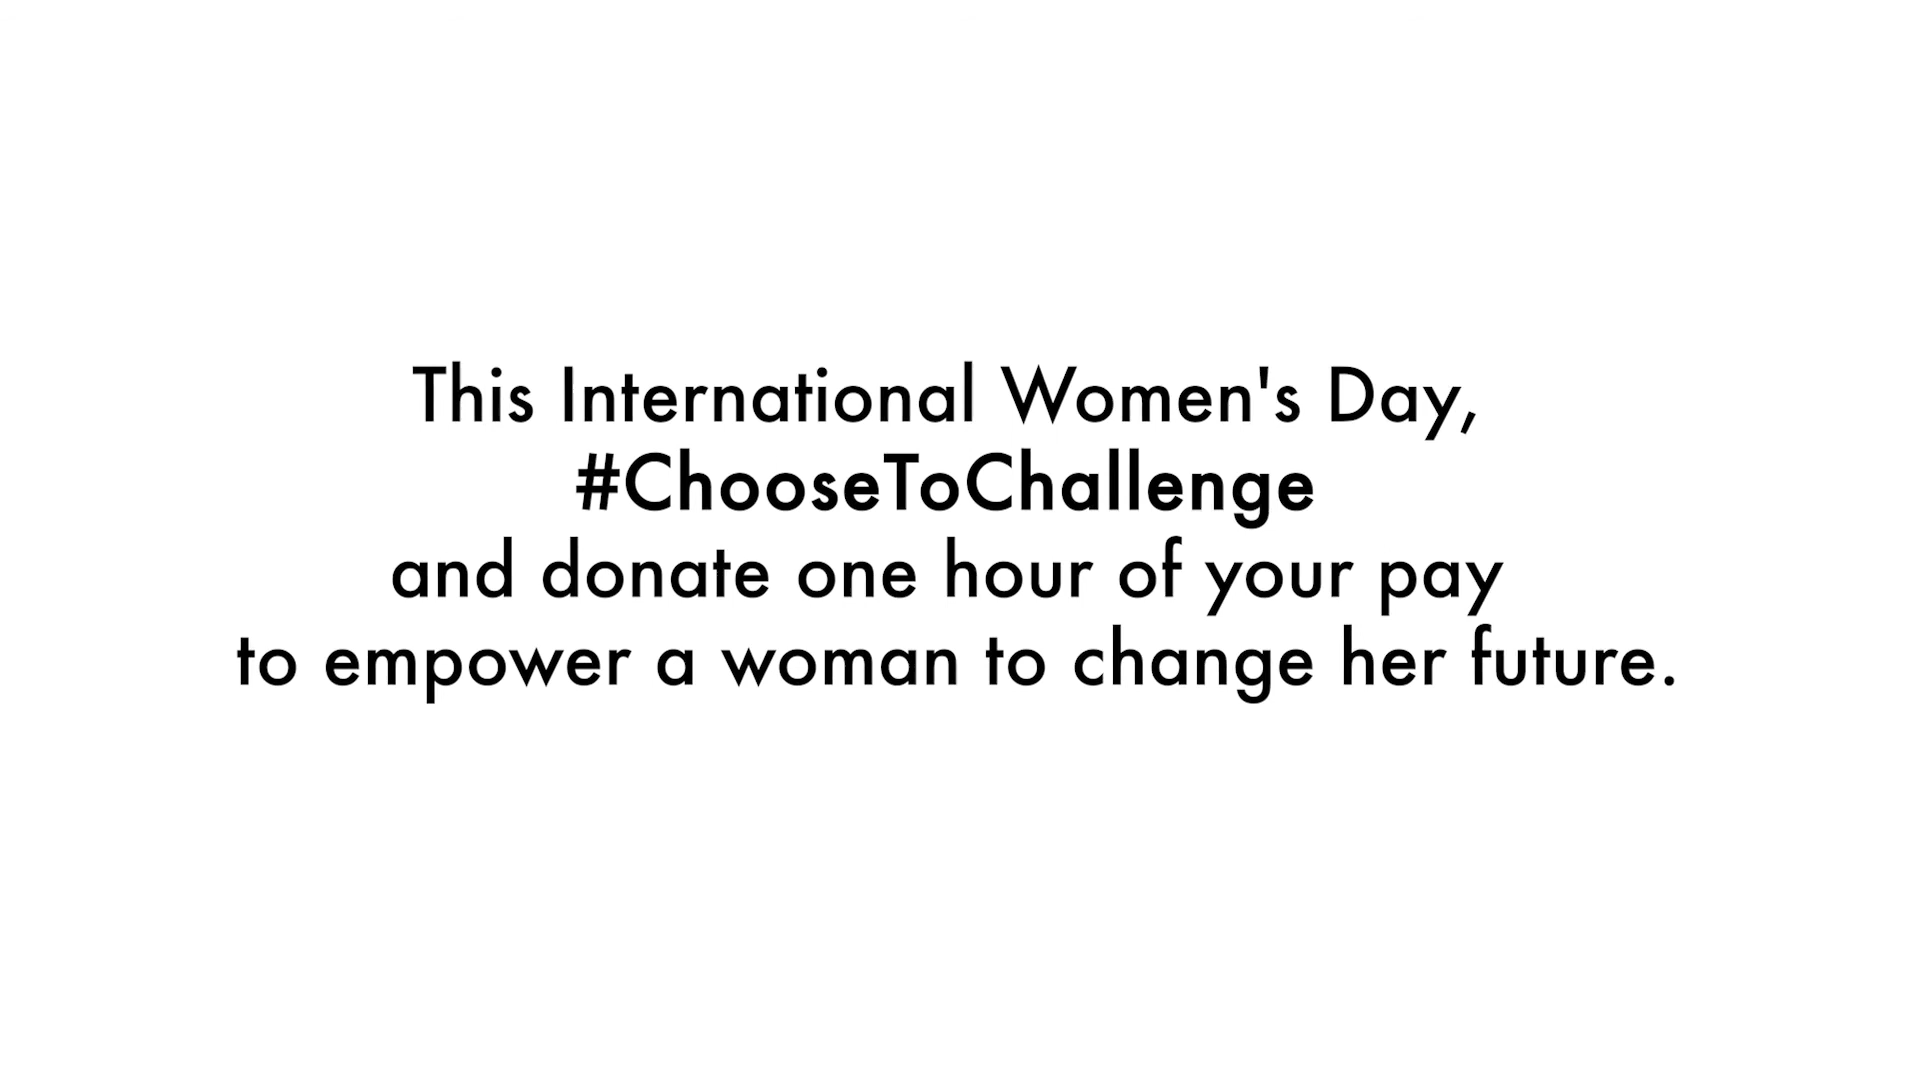 This International Women's Day,
#ChooseToChallenge
and donate one hour of your pay
to empower a woman to change her future.